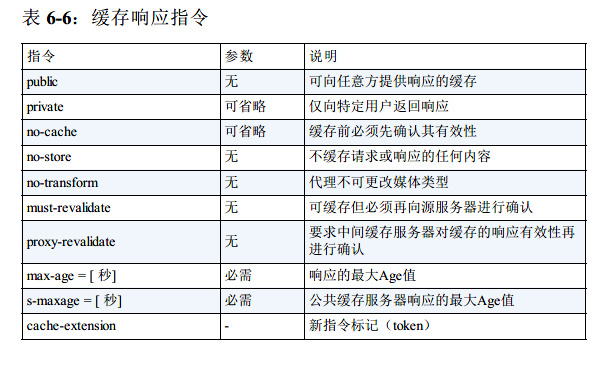 表 6-6：缓存响应指令
指令 参数 说明
public 无 可向任意方提供响应的缓存
private 可省略 仅向特定用户返回响应
no-cache 可省略 缓存前必须先确认其有效性
no-store 无 不缓存请求或响应的任何内容
no-transform 无 代理不可更改媒体类型
must-revalidate 无 可缓存但必须再向源服务器进行确认
proxy-revalidate 无 要求中间缓存服务器对缓存的响应有效性再
进行确认
max-age = [ 秒] 必需 响应的最大Age值
s-maxage = [ 秒] 必需 公共缓存服务器响应的最大Age值
cache-extension - 新指令标记（token）